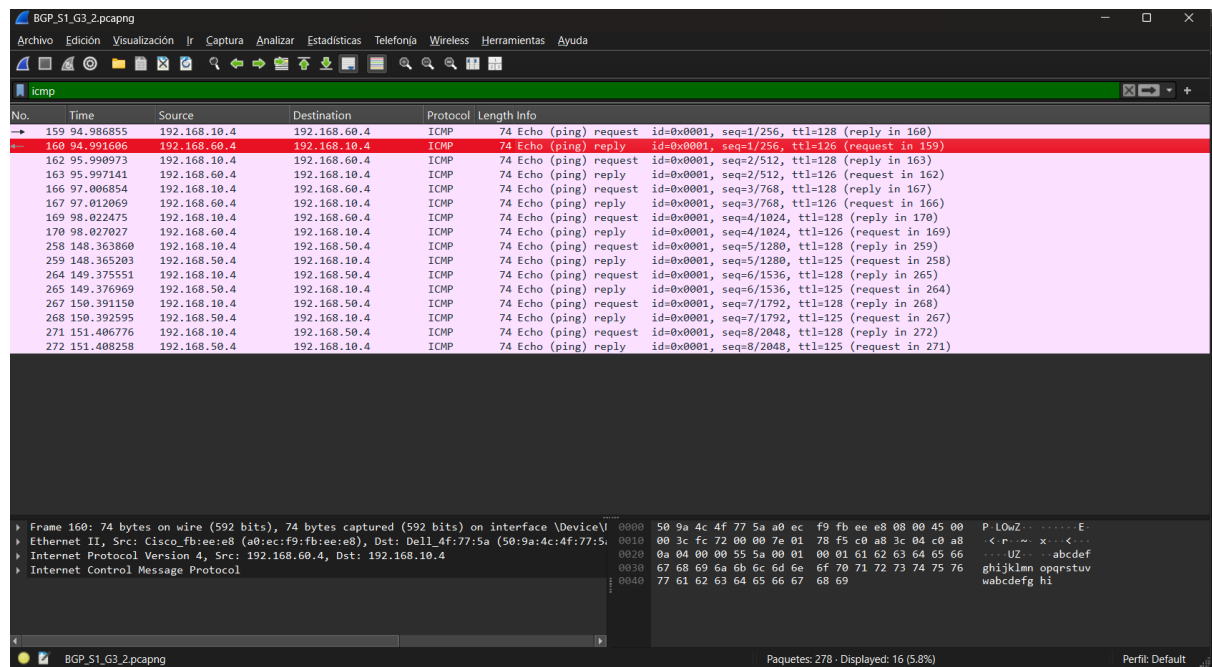 BGP_S1_G3_2.pcapng
Archivo Edición Visualización Ir Captura Analizar Estadísticas Telefonía Wireless Herramientas Ayuda
icmp
No. Time Source Destination Protocol Length Info
159 94.986855 192.168.10.4 192.168.60.4 ICMP 74 Echo (ping) request id=0x0001, seq=1/256, ttl=128 (reply in 160)
160 94.991606 192.168.60.4 192.168.10.4 ICMP 74 Echo (ping) reply id=0x0001, seq=1/256, ttl=126 (request in 159)
162 95.990973 192.168.10.4 192.168.60.4 ICMP 74 Echo (ping) request id=0x0001, seq=2/512, ttl=128 (reply in 163)
163 95.997141 192.168.60.4 192.168.10.4 ICMP 74 Echo (ping) reply id=0x0001, seq=2/512, ttl=126 (request in 162)
166 97.006854 192.168.10.4 192.168.60.4 ICMP 74 Echo (ping) request id=0x0001, seq=3/768, ttl=128 (reply in 167)
167 97.012069 192.168.60.4 192.168.10.4 ICMP 74 Echo (ping) reply id=0x0001, seq=3/768, ttl=126 (request in 166)
169 98.022475 192.168.10.4 192.168.60.4 ICMP 74 Echo (ping) request id=0x0001, seq=4/1024, ttl=128 (reply in 170)
170 98.027027 192.168.60.4 192.168.10.4 ICMP 74 Echo (ping) reply id=0x0001, seq=4/1024, ttl=126 (request in 169)
258 148.363860 192.168.10.4 192.168.50.4 ICMP 74 Echo (ping) request id=0x0001, seq=5/1280, ttl=128 (reply in 259)
259 148.365203 192.168.50.4 192.168.10.4 ICMP 74 Echo (ping) reply id=0x0001, seq=5/1280, ttl=125 (request in 258)
264 149.375551 192.168.10.4 192.168.50.4 ICMP 74 Echo (ping) request id=0x0001, seq=6/1536, ttl=128 (reply in 265)
265 149.376969 192.168.50.4 192.168.10.4 ICMP 74 Echo (ping) reply id=0x0001, seq=6/1536, ttl=125 (request in 264)
267 150.391150 192.168.10.4 192.168.50.4 ICMP 74 Echo (ping) request id=0x0001, seq=7/1792, ttl=128 (reply in 268)
268 150.392595 192.168.50.4 192.168.10.4 ICMP 74 Echo (ping) reply id=0x0001, seq=7/1792, ttl=125 (request in 267)
271 151.406776 192.168.10.4 192.168.50.4 ICMP 74 Echo (ping) request id=0x0001, seq=8/2048, ttl=128 (reply in 272)
272 151.408258 192.168.50.4 192.168.10.4 ICMP 74 Echo (ping) reply id=0x0001, seq=8/2048, ttl=125 (request in 271)
Frame 160: 74 bytes on wire (592 bits), 74 bytes captured (592 bits) on interface \Device\
Ethernet II, Src: Cisco_fb:ee:e8 (a0:ec:f9:fb:ee:e8), Dst: Dell_4f:77:5a (50:9a:4c:4f:77:5
Internet Protocol Version 4, Src: 192.168.60.4, Dst: 192.168.10.4
Internet Control Message Protocol
0000 50 9a 4c 4f 77 5a a0 ec f9 fb ee e8 08 00 45 00 P·LOwZ·· ······E·
0010 00 3c fc 72 00 00 7e 01 78 f5 c0 a8 3c 04 c0 a8 ·<·r··~· x···<···
0020 0a 04 00 00 55 5a 00 01 00 01 61 62 63 64 65 66 ····UZ·· ··abcdef
0030 67 68 69 6a 6b 6c 6d 6e 6f 70 71 72 73 74 75 76 ghijklmn opqrstuv
0040 77 61 62 63 64 65 66 67 68 69 wabcdefg hi
BGP_S1_G3_2.pcapng Paquetes: 278 · Displayed: 16 (5.8%) Perfil: Default